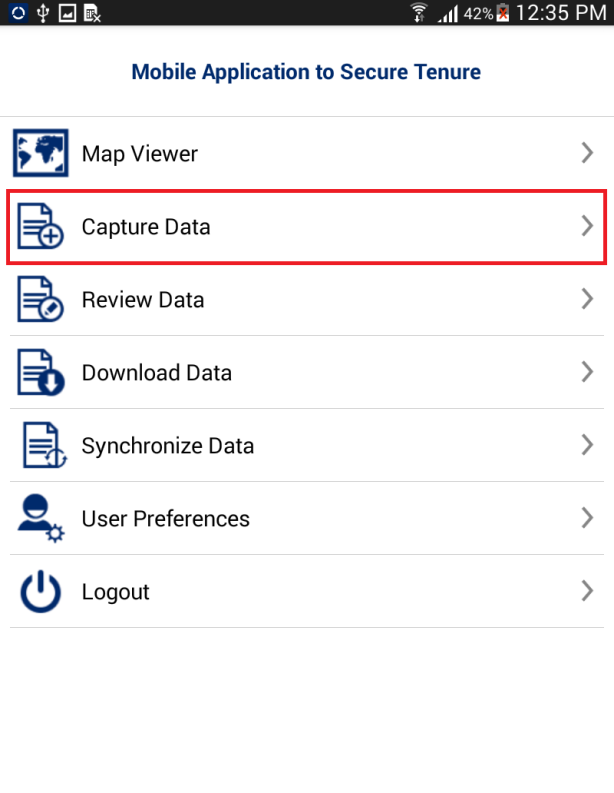 42% 12:35 PM
Mobile Application to Secure Tenure
Map Viewer
Capture Data
Review Data
Download Data
Synchronize Data
User Preferences
Logout